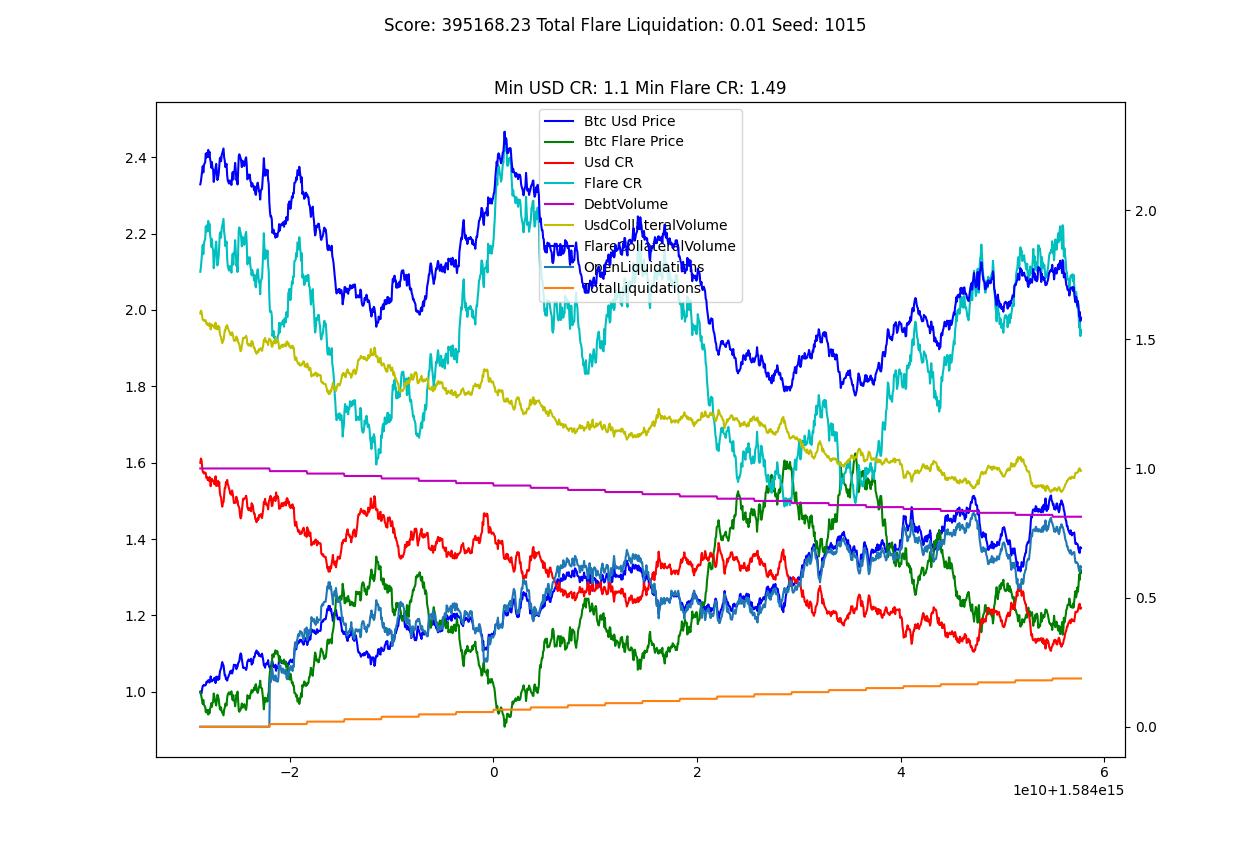 Score: 395168.23 Total Flare Liquidation: 0.01 Seed: 1015
Min USD CR: 1.1 Min Flare CR: 1.49
Btc Usd Price
Btc Flare Price
Usd CR
Flare CR
DebtVolume
UsdCollateralVolume
FlareCollateralVolume
OpenLiquidations
TotalLiquidations
2.4
2.2
2.0
1.8
1.6
1.4
1.2
1.0
2.0
1.5
1.0
0.5
0.0
−2
0
2
4
6
1e10+1.584e15